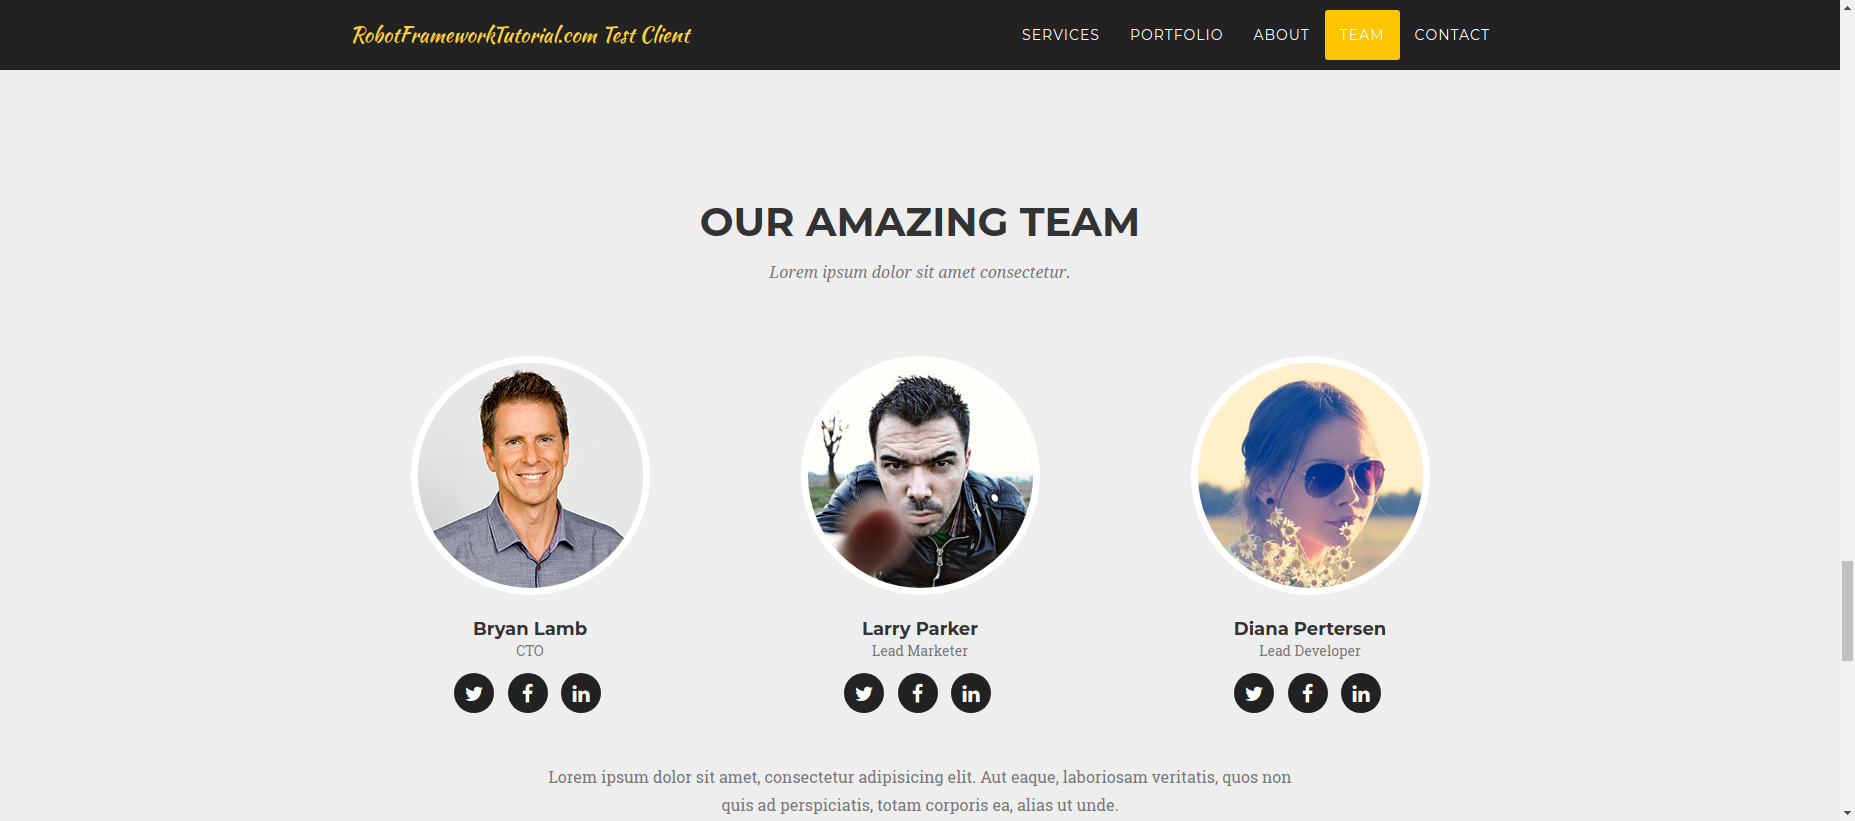 RobotFrameworkTutorial.com Test Client
SERVICES PORTFOLIO ABOUT TEAM CONTACT
OUR AMAZING TEAM
Lorem ipsum dolor sit amet consectetur.
Bryan Lamb
CTO
Larry Parker
Lead Marketer
Diana Pertersen
Lead Developer
Lorem ipsum dolor sit amet, consectetur adipisicing elit. Aut eaque, laboriosam veritatis, quos non
quis ad perspiciatis, totam corporis ea, alias ut unde.